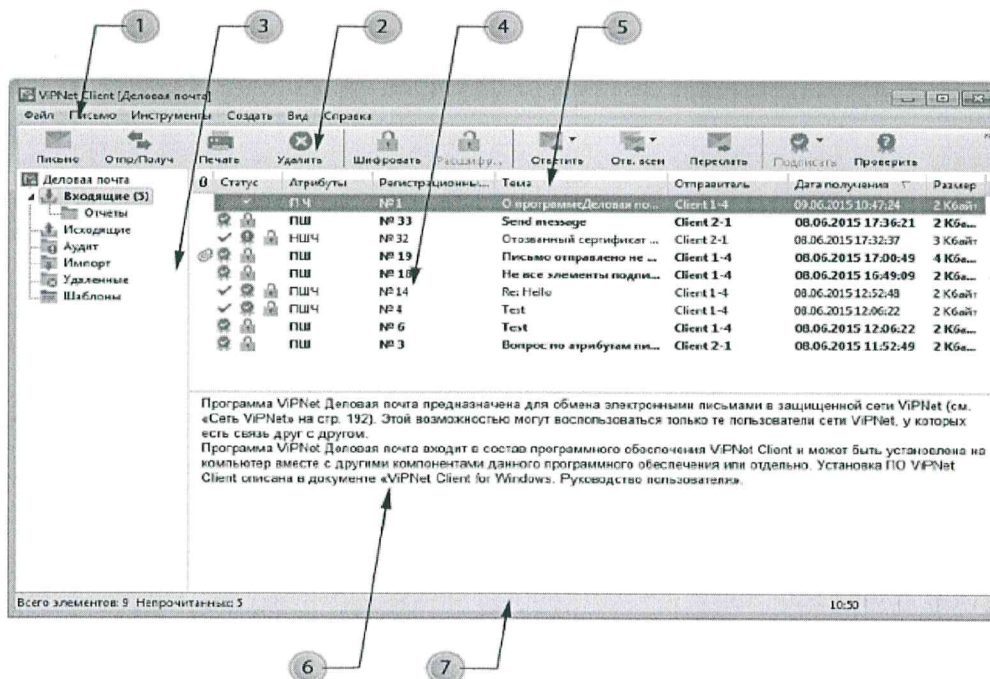 1 3 2 4 5
ViPNet Client [Деловая почта]
Файл Письмо Инструменты Создать Вид Справка
Письмо Отпр/Получ Печать Удалить Шифровать Расшифр... Ответить Отв. всем Переслать Подписать Проверить
Деловая почта
Входящие (5)
Отчеты
Исходящие
Аудит
Импорт
Удаленные
Шаблоны
Статус Атрибуты Регистрационны... Тема Отправитель Дата получения Размер
П Ч № 1 О программеДеловая по... Client 1-4 09.06.2015 10:47:24 2 Кбайт
ПШ № 33 Send message Client 2-1 08.06.2015 17:36:21 2 Кба...
НШЧ № 32 Отозванный сертификат ... Client 2-1 08.06.2015 17:32:37 3 Кбайт
ПШ № 19 Письмо отправлено не ... Client 1-4 08.06.2015 17:00:49 4 Кба...
ПШ № 18 Не все элементы подпи... Client 1-4 08.06.2015 16:49:09 2 Кба...
ПШЧ № 14 Re: Hello Client 1-4 08.06.2015 12:52:48 2 Кбайт
ПШЧ № 4 Test Client 1-4 08.06.2015 12:06:22 2 Кбайт
ПШ № 6 Test Client 1-4 08.06.2015 12:06:22 2 Кба...
ПШ № 3 Вопрос по атрибутам пи... Client 2-1 08.06.2015 11:52:49 2 Кба...
Программа ViPNet Деловая почта предназначена для обмена электронными письмами в защищенной сети ViPNet (см.
«Сеть ViPNet» на стр. 192). Этой возможностью могут воспользоваться только те пользователи сети ViPNet, у которых
есть связь друг с другом.
Программа ViPNet Деловая почта входит в состав программного обеспечения ViPNet Client и может быть установлена на
компьютер вместе с другими компонентами данного программного обеспечения или отдельно. Установка ПО ViPNet
Client описана в документе «ViPNet Client for Windows. Руководство пользователя».
Всего элементов: 9 Непрочитанных: 5 10:50
6 7